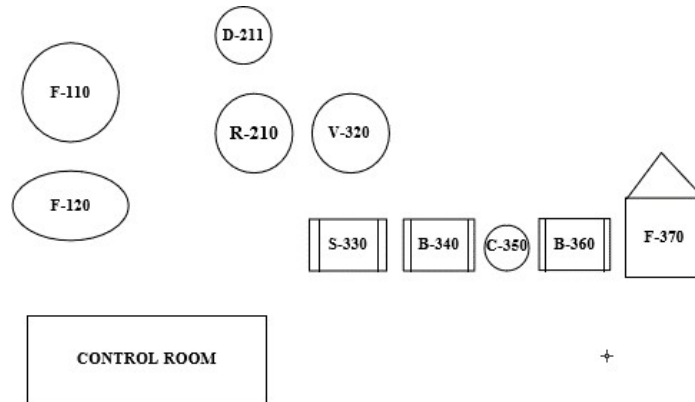 D-211
F-110
R-210
V-320
F-120
S-330
B-340
C-350
B-360
F-370
CONTROL ROOM